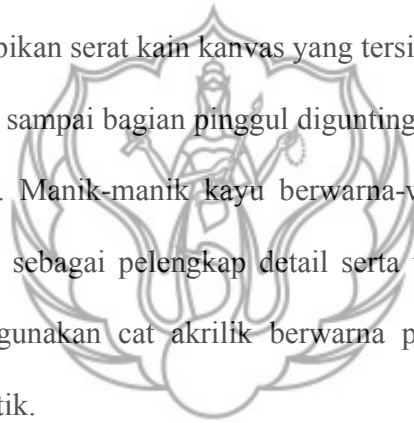 pikan serat kain kanvas yang tersi
sampai bagian pinggul digunting
. Manik-manik kayu berwarna-
sebagai pelengkap detail serta
gunakan cat akrilik berwarna p
tik.